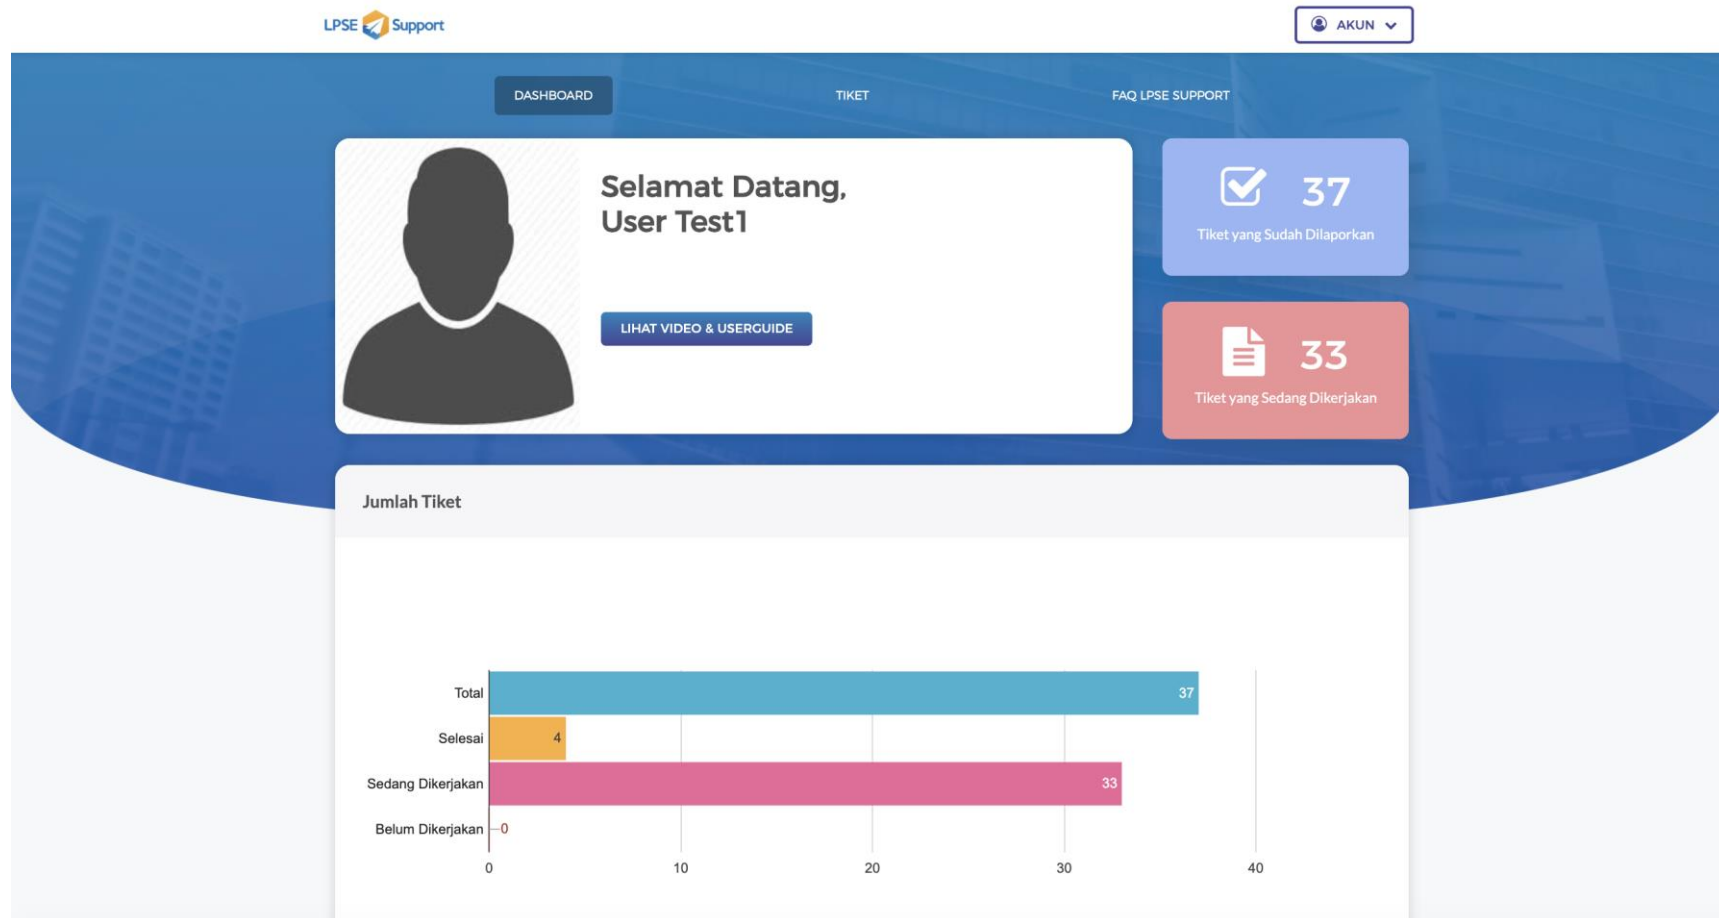 LPSE Support
AKUN
DASHBOARD
TIKET
FAQ LPSE SUPPORT
Selamat Datang,
User Test1
LIHAT VIDEO & USERGUIDE
37
Tiket yang Sudah Dilaporkan
33
Tiket yang Sedang Dikerjakan
Jumlah Tiket
Total 37
Selesai 4
Sedang Dikerjakan 33
Belum Dikerjakan 0
0 10 20 30 40